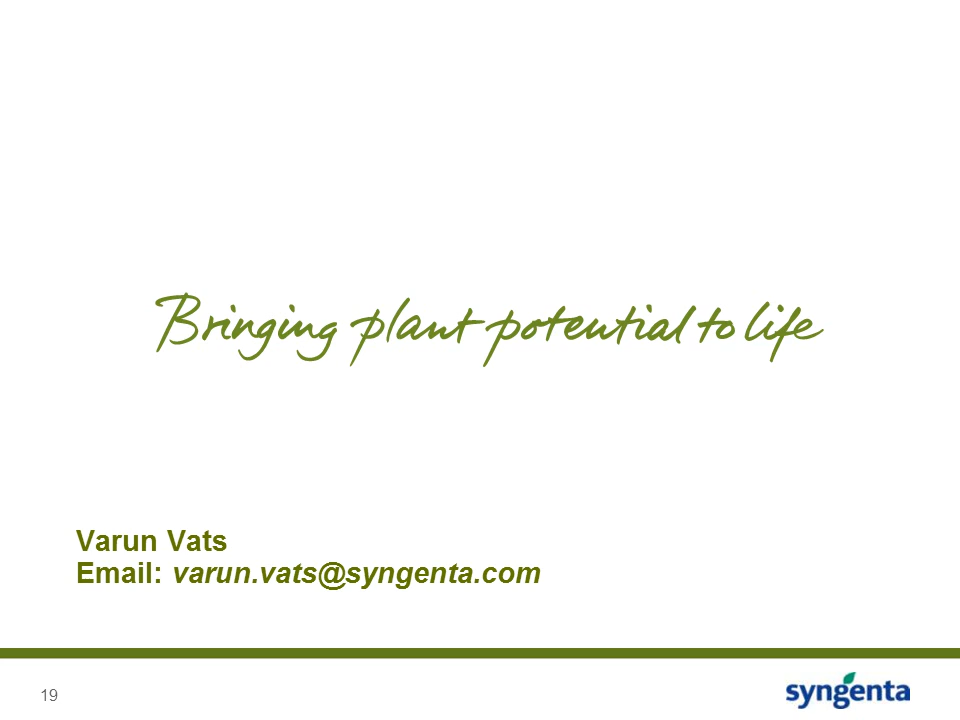 Bringing plant potential to life
Varun Vats
Email: varun.vats@syngenta.com
19
syngenta